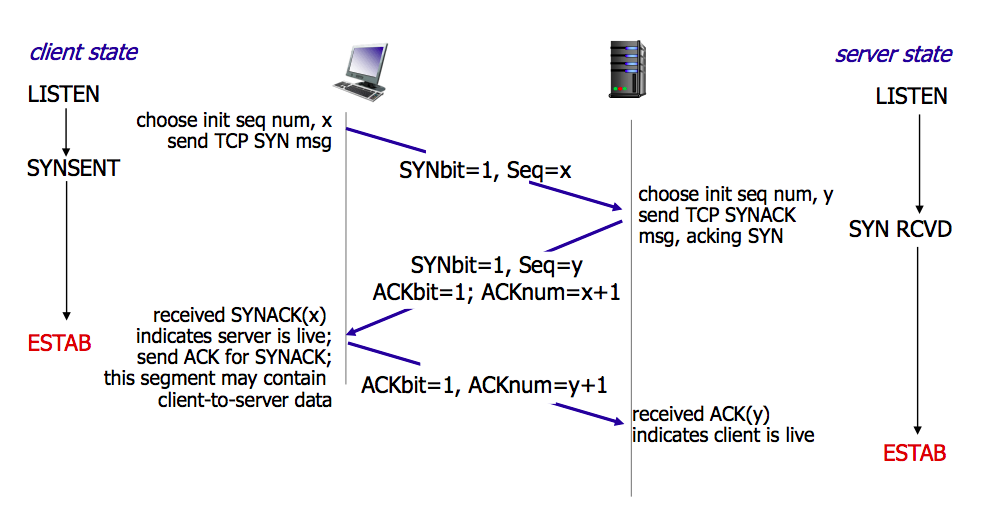 client state
server state
LISTEN
LISTEN
choose init seq num, x
send TCP SYN msg
SYNSENT
SYNbit=1, Seq=x
choose init seq num, y
send TCP SYNACK
msg, acking SYN
SYN RCVD
SYNbit=1, Seq=y
ACKbit=1; ACKnum=x+1
received SYNACK(x)
indicates server is live;
send ACK for SYNACK;
this segment may contain
client-to-server data
ESTAB
ACKbit=1, ACKnum=y+1
received ACK(y)
indicates client is live
ESTAB